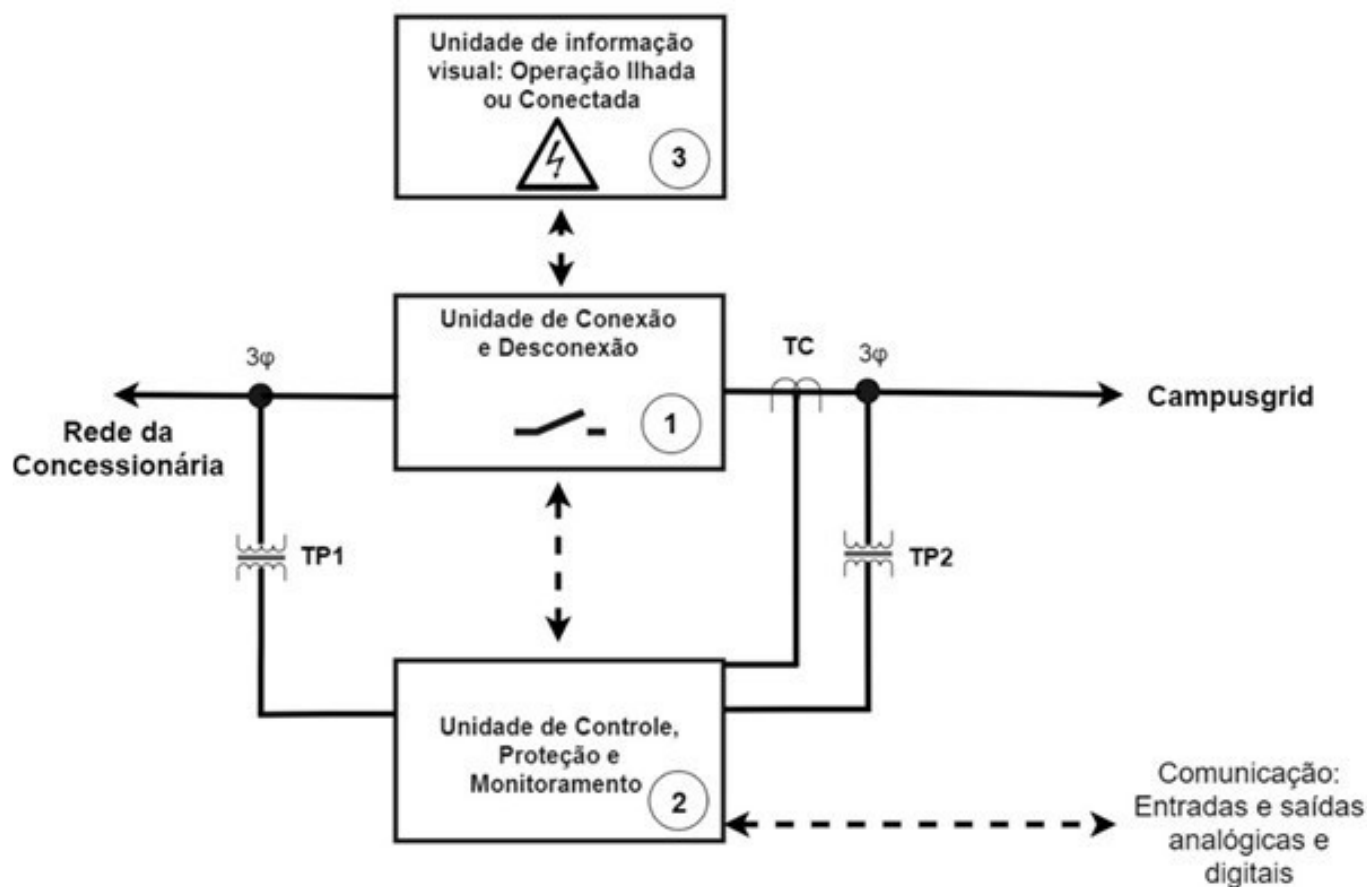 Unidade de informação
visual: Operação Ilhada
ou Conectada
3
Unidade de Conexão
e Desconexão
1
3φ
TC
3φ
Rede da
Concessionária
Campusgrid
TP1
TP2
Unidade de Controle,
Proteção e
Monitoramento
2
Comunicação:
Entradas e saídas
analógicas e
digitais